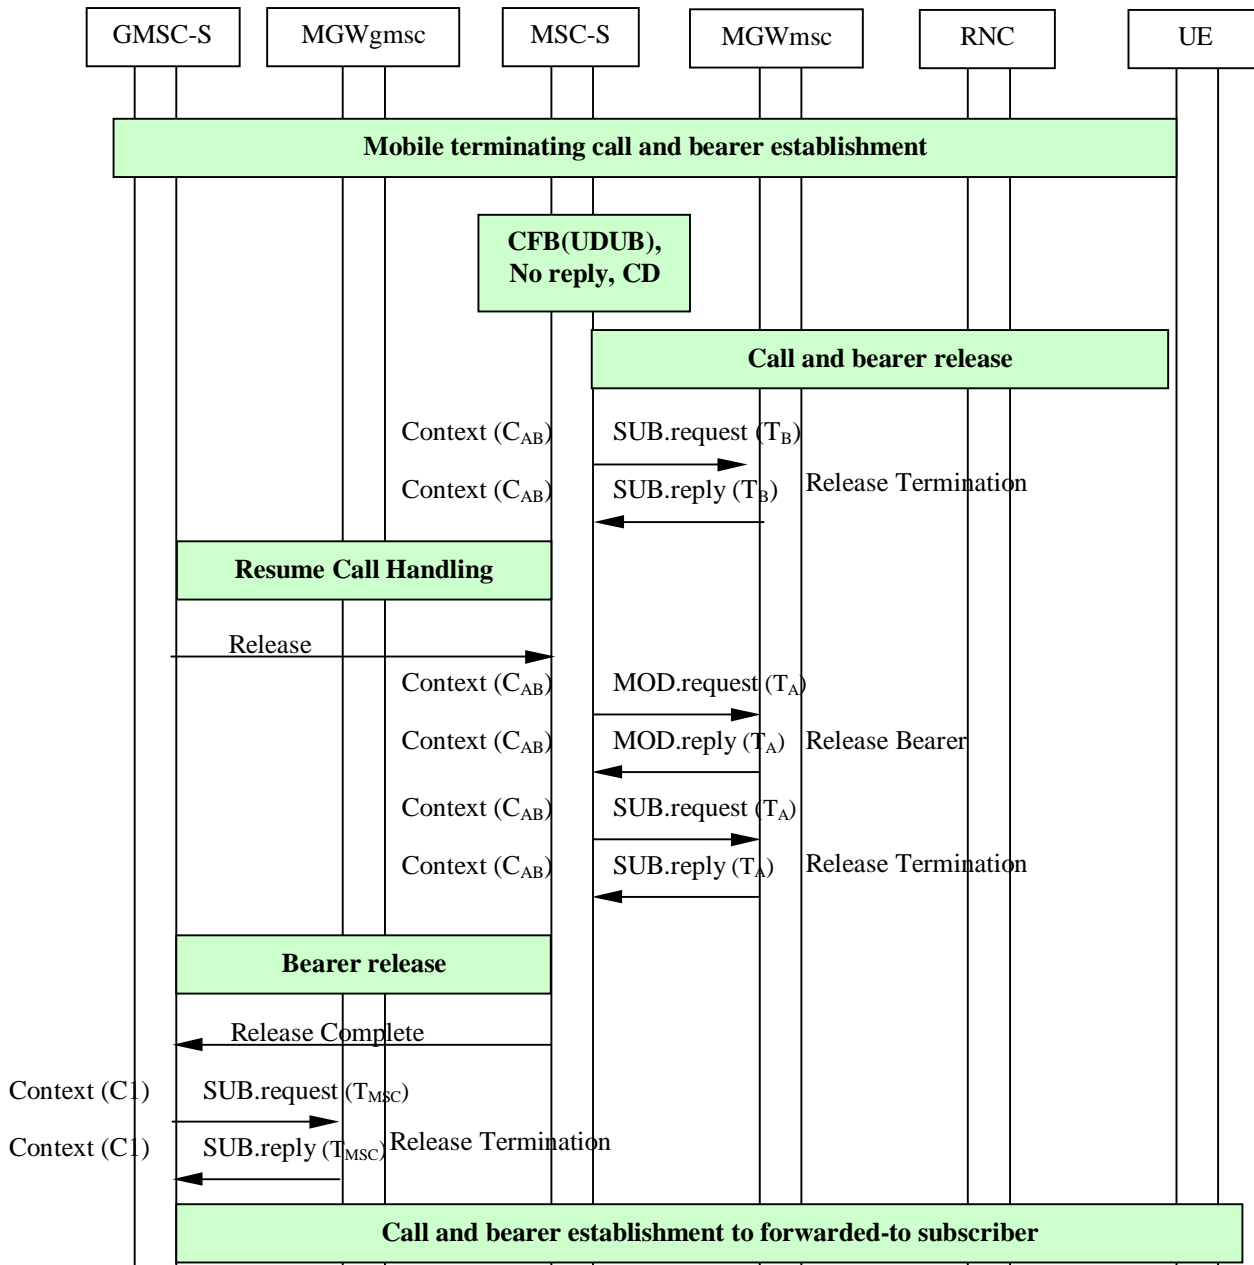 GMSC-S MGWgmsc MSC-S MGWmsc RNC UE
Mobile terminating call and bearer establishment
CFB(UDUB),
No reply, CD
Call and bearer release
Context (CAB) SUB.request (TB)
Context (CAB) SUB.reply (TB) Release Termination
Resume Call Handling
Release
Context (CAB) MOD.request (TA)
Context (CAB) MOD.reply (TA) Release Bearer
Context (CAB) SUB.request (TA)
Context (CAB) SUB.reply (TA) Release Termination
Bearer release
Release Complete
Context (C1) SUB.request (TMSC)
Context (C1) SUB.reply (TMSC) Release Termination
Call and bearer establishment to forwarded-to subscriber